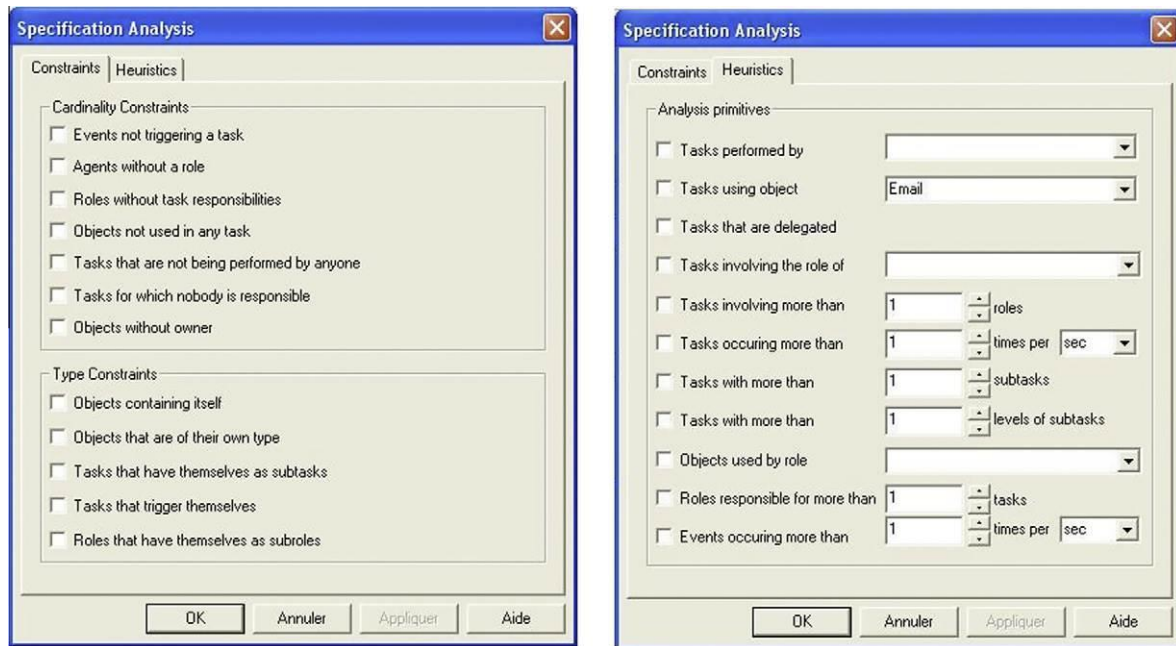 Specification Analysis
Constraints Heuristics
Cardinality Constraints
Events not triggering a task
Agents without a role
Roles without task responsibilities
Objects not used in any task
Tasks that are not being performed by anyone
Tasks for which nobody is responsible
Objects without owner
Type Constraints
Objects containing itself
Objects that are of their own type
Tasks that have themselves as subtasks
Tasks that trigger themselves
Roles that have themselves as subroles
OK Annuler Appliquer Aide
Specification Analysis
Constraints Heuristics
Analysis primitives
Tasks performed by
Tasks using object Email
Tasks that are delegated
Tasks involving the role of
Tasks involving more than 1 roles
Tasks occuring more than 1 times per sec
Tasks with more than 1 subtasks
Tasks with more than 1 levels of subtasks
Objects used by role
Roles responsible for more than 1 tasks
Events occuring more than 1 times per sec
OK Annuler Appliquer Aide